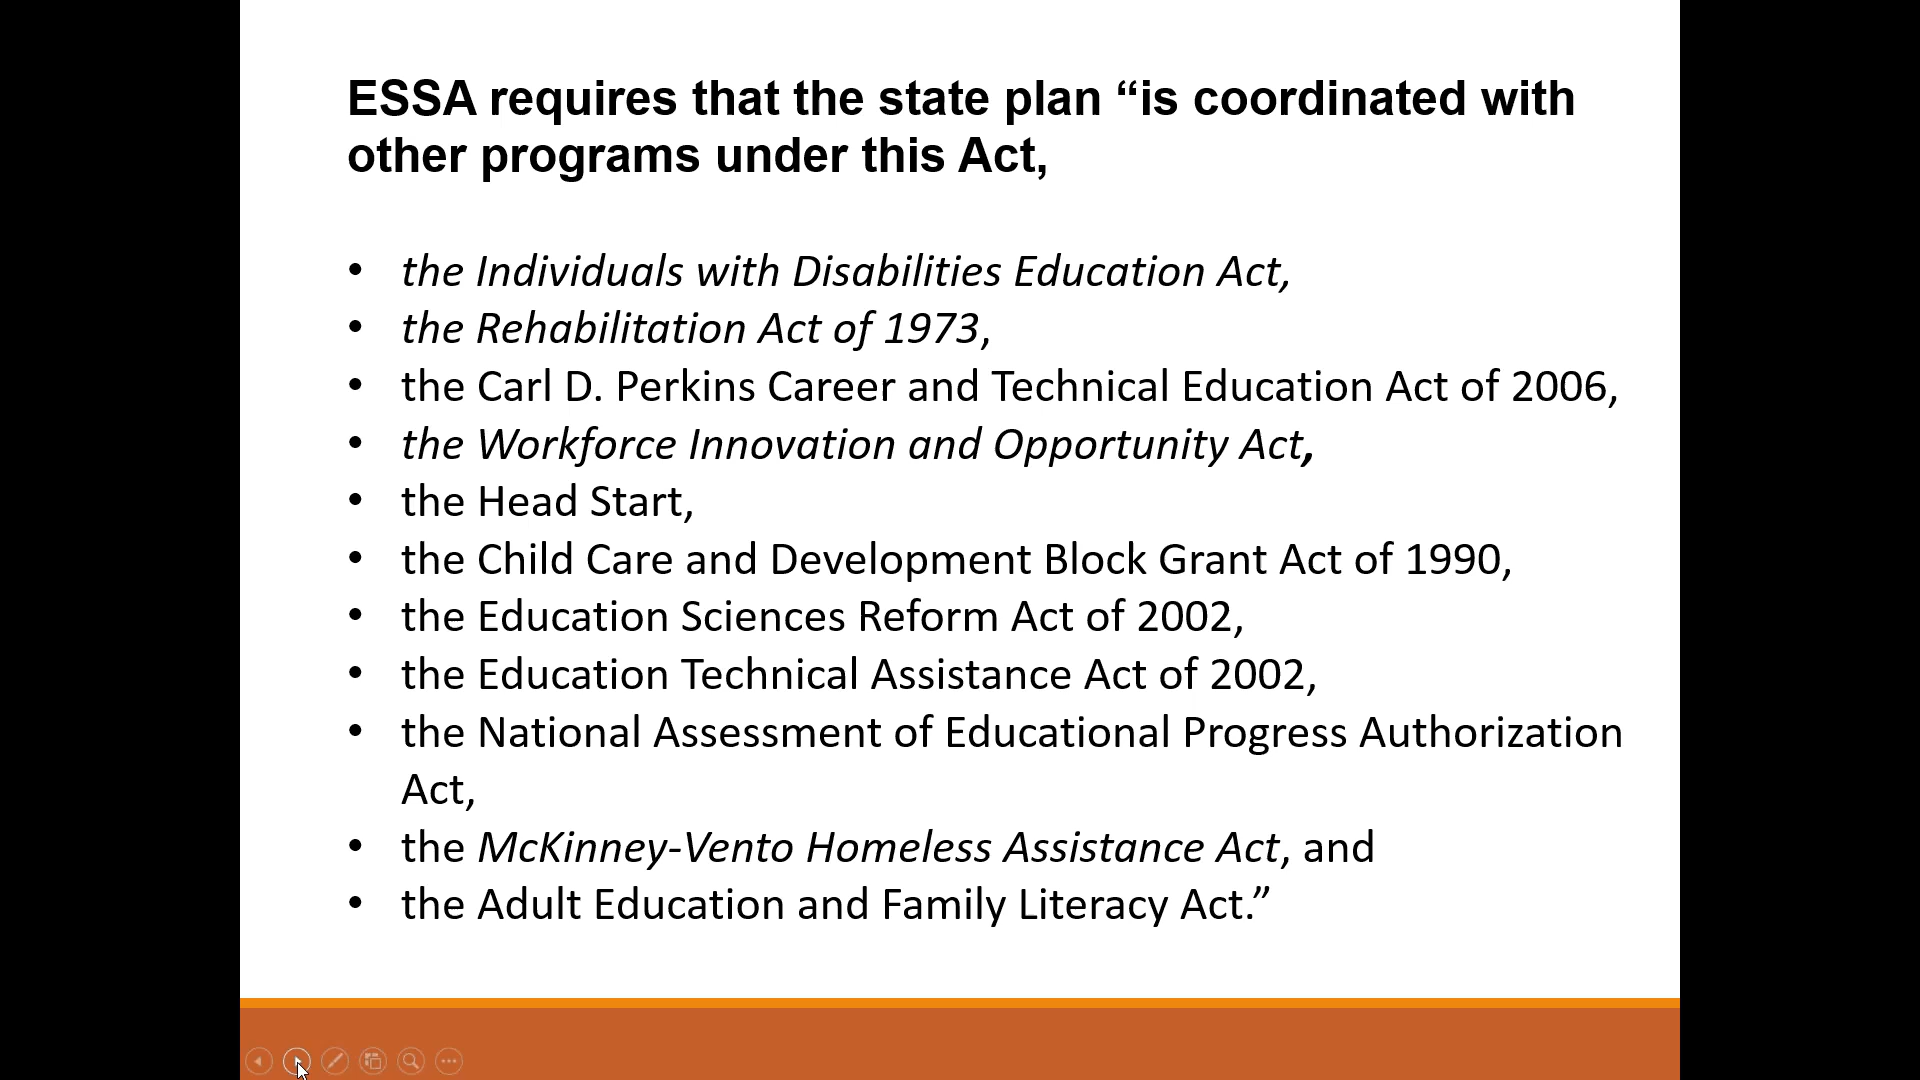 ESSA requires that the state plan “is coordinated with
other programs under this Act,
• the Individuals with Disabilities Education Act,
• the Rehabilitation Act of 1973,
• the Carl D. Perkins Career and Technical Education Act of 2006,
• the Workforce Innovation and Opportunity Act,
• the Head Start,
• the Child Care and Development Block Grant Act of 1990,
• the Education Sciences Reform Act of 2002,
• the Education Technical Assistance Act of 2002,
• the National Assessment of Educational Progress Authorization
Act,
• the McKinney-Vento Homeless Assistance Act, and
• the Adult Education and Family Literacy Act.”